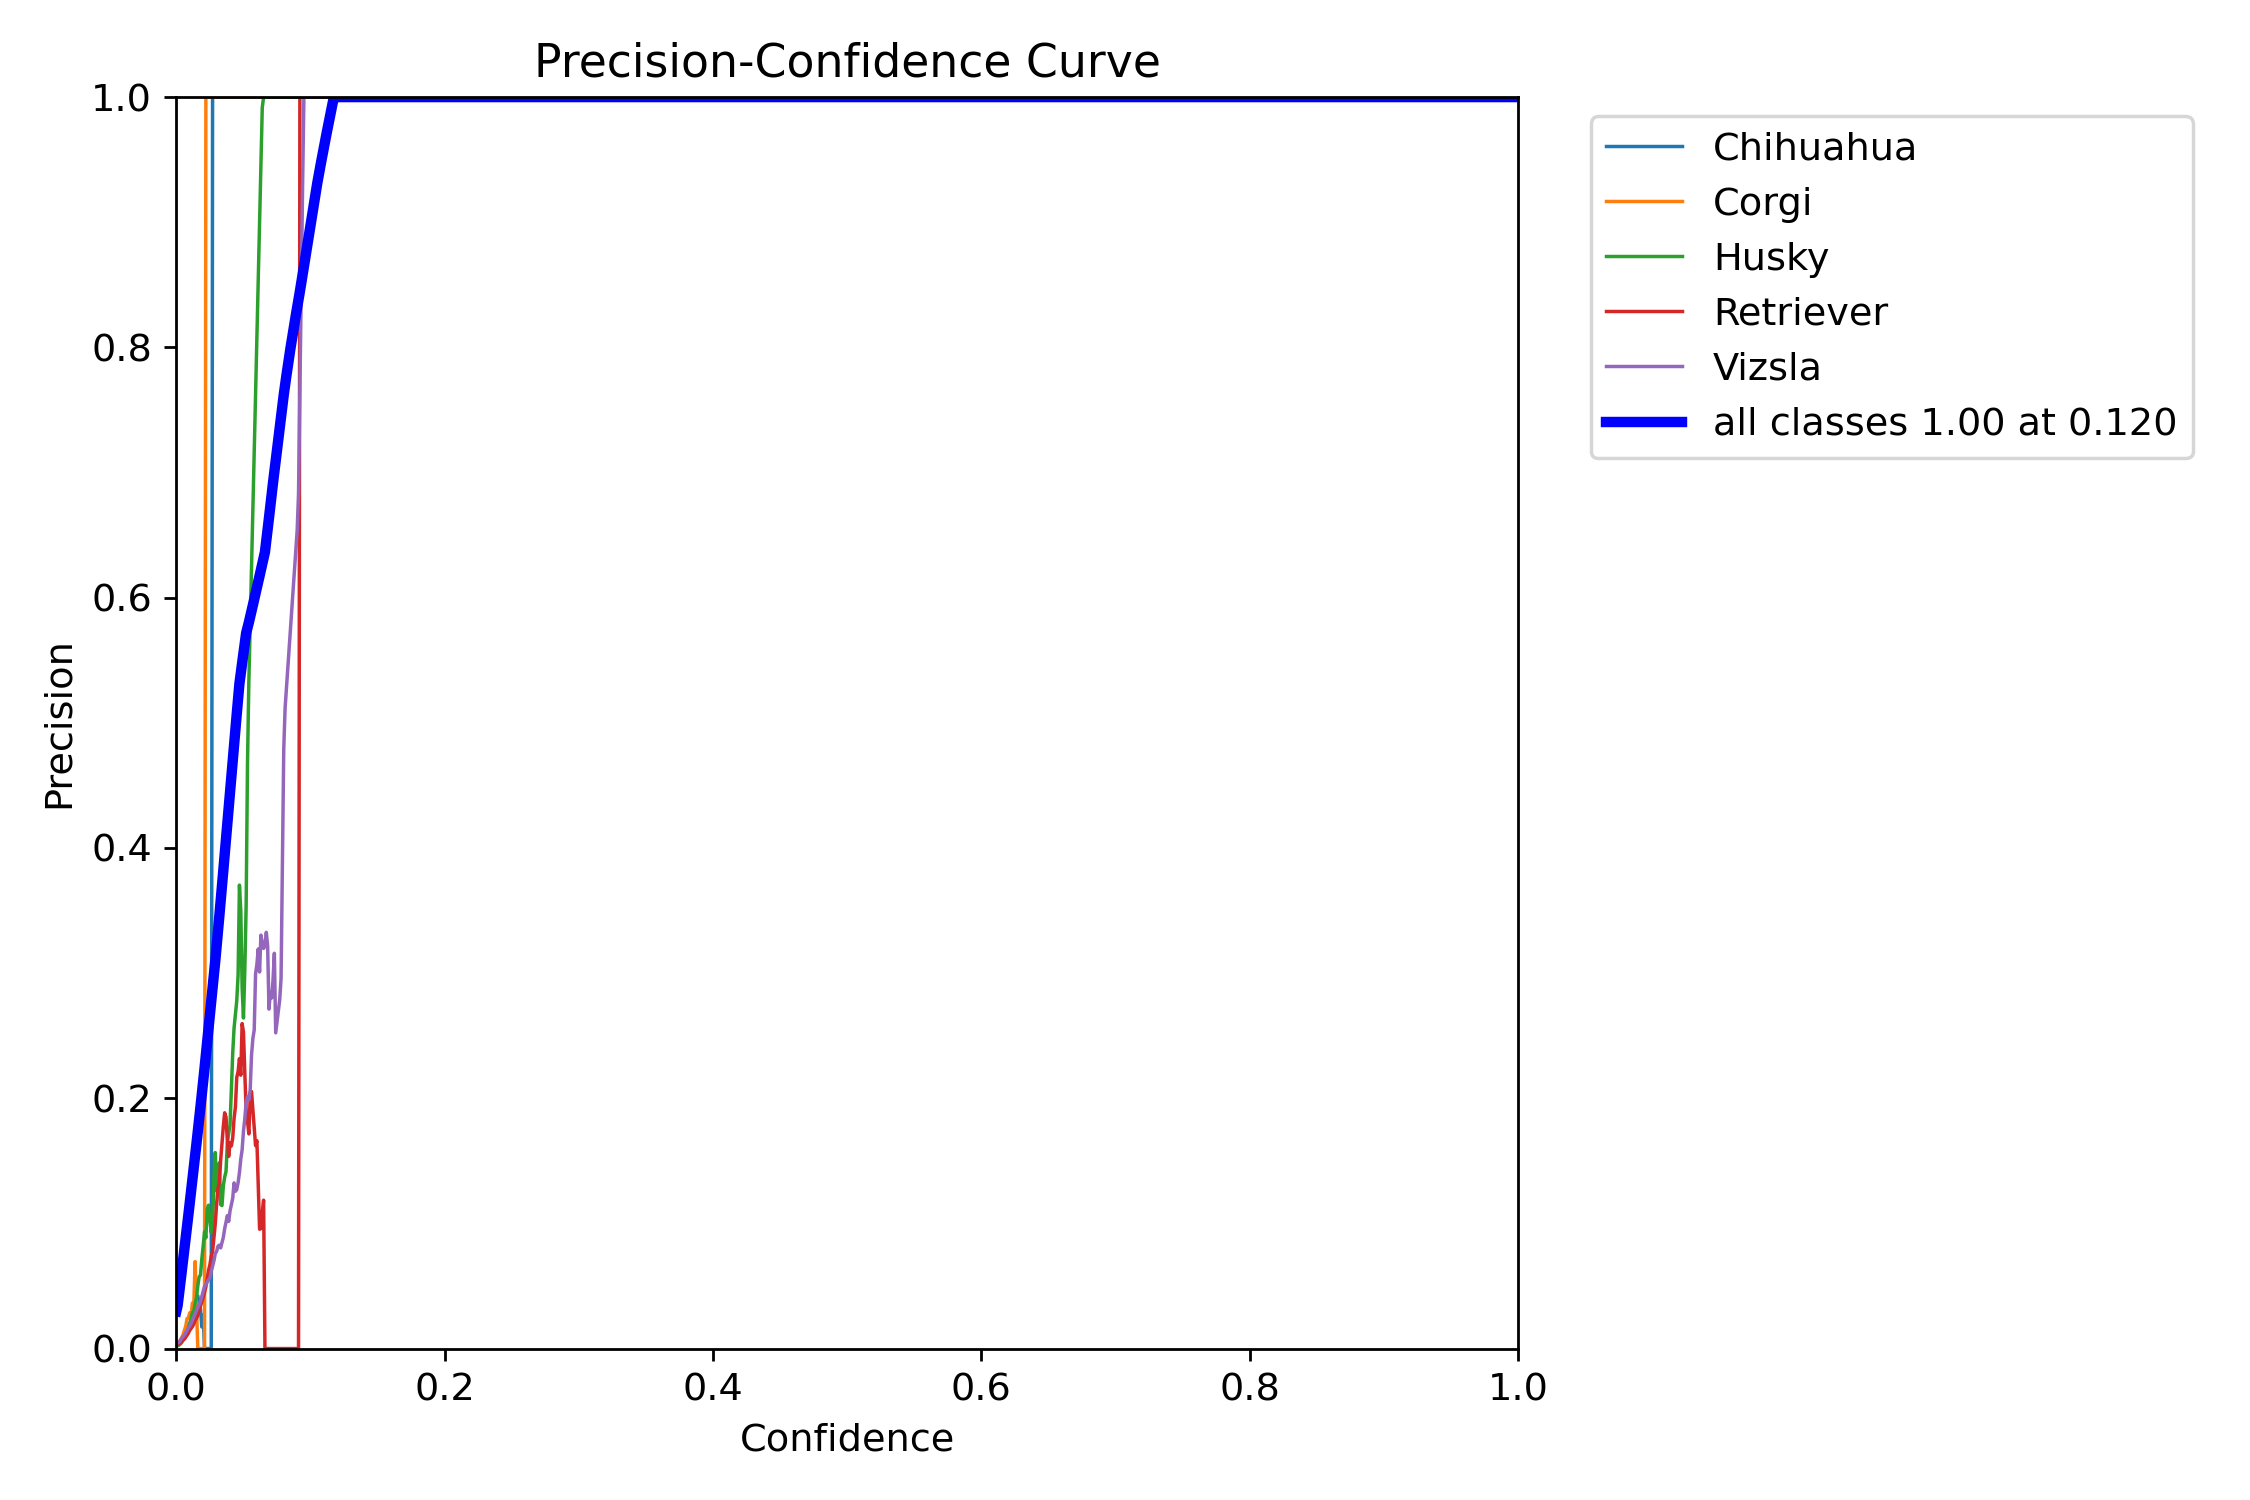 Precision-Confidence Curve
1.0
0.8
0.6
0.4
0.2
0.0
Precision
0.0 0.2 0.4 0.6 0.8 1.0
Confidence
Chihuahua
Corgi
Husky
Retriever
Vizsla
all classes 1.00 at 0.120